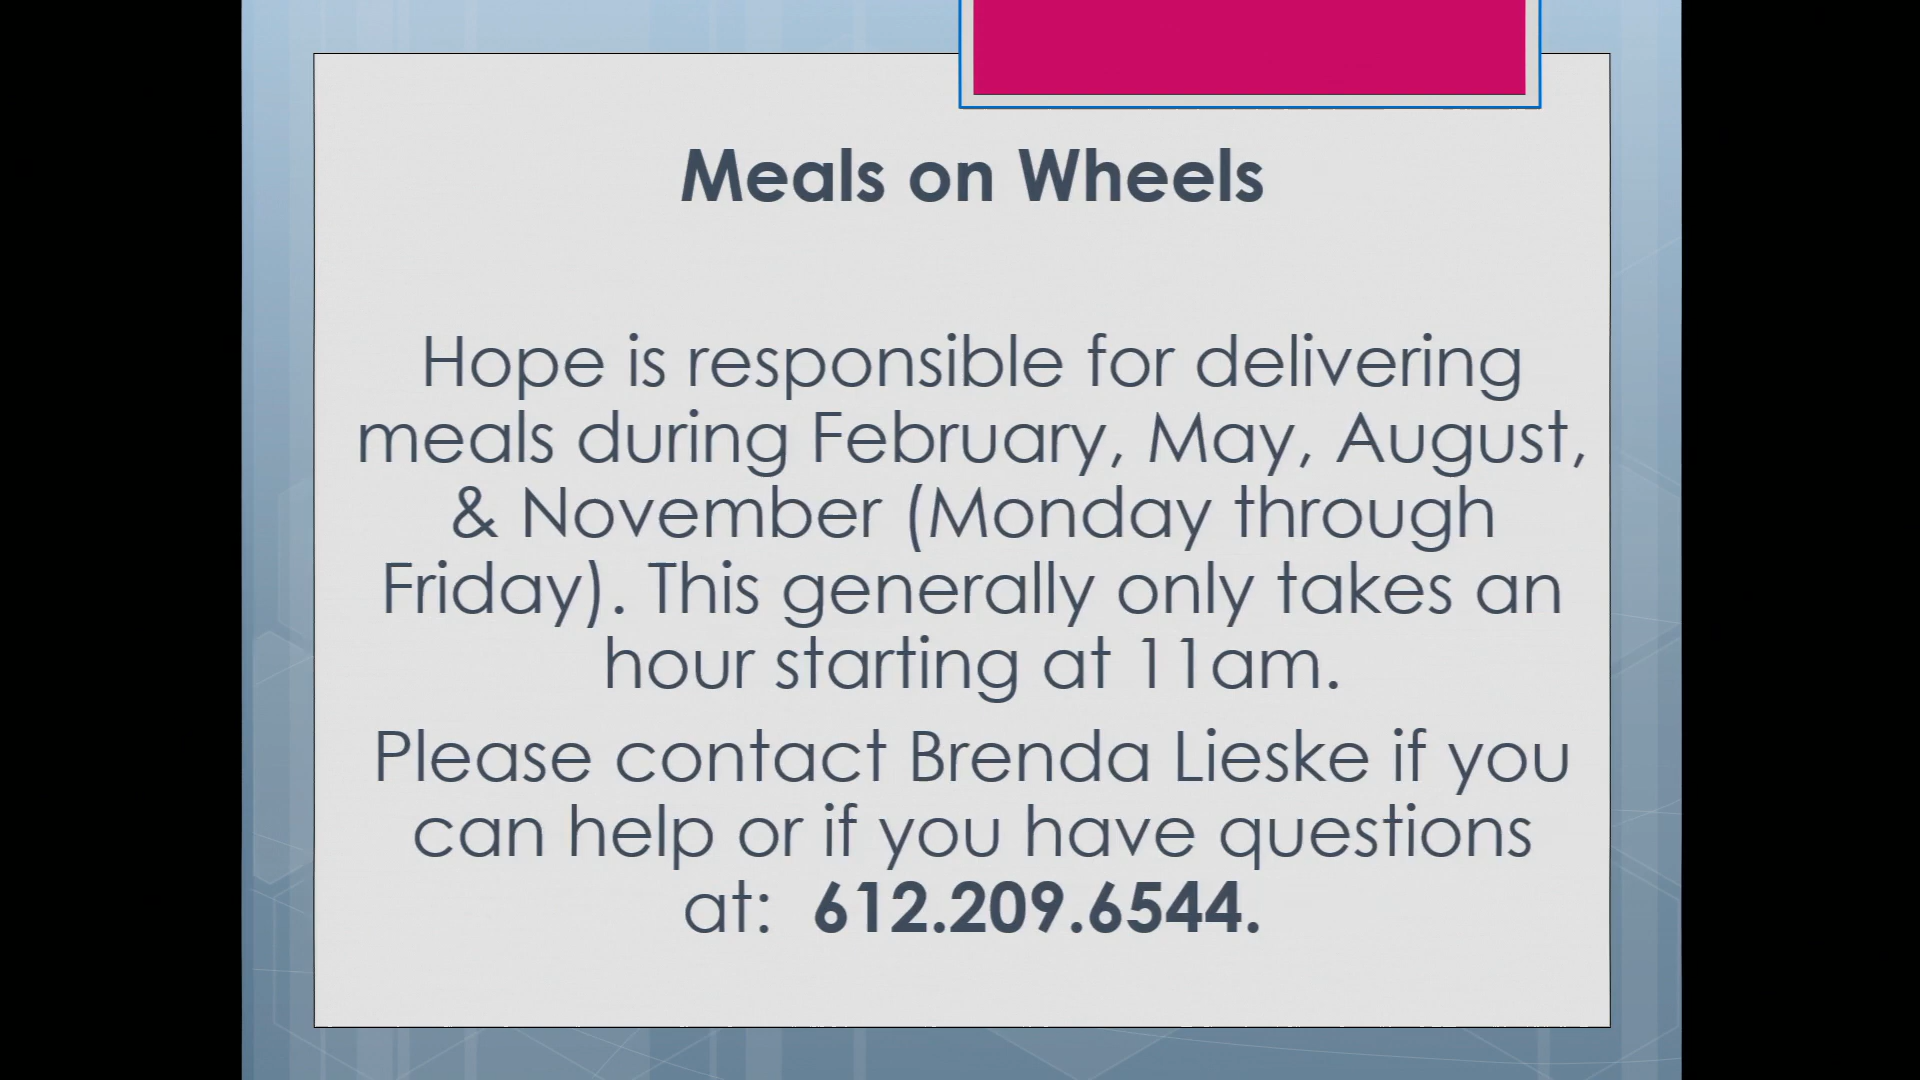 Meals on Wheels
Hope is responsible for delivering
meals during February, May, August,
& November (Monday through
Friday). This generally only takes an
hour starting at 11am.
Please contact Brenda Lieske if you
can help or if you have questions
at:  612.209.6544.